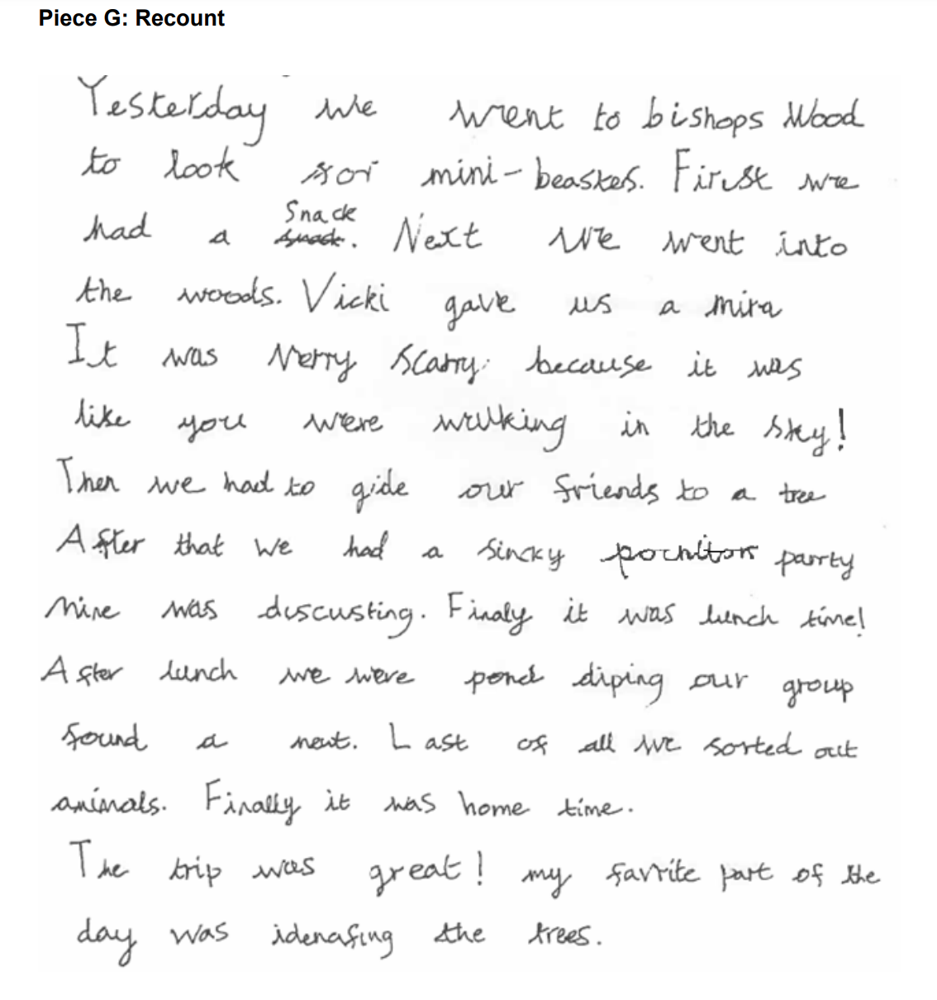 Piece G: Recount
Yesterday we went to bishops Wood
to look for mini-beastes. First we
had a Snack
snack. Next we went into
the woods. Vicki gave us a mira
It was verry scarry. because it was
like you were wulking in the sky!
Then we had to gide our friends to a tree
After that we had a sincky pochitors parrty
Mine was discusting. Finaly it was lunch time!
After lunch we were pond diping our group
found a newt. Last of all we sorted out
animals. Finally it was home time.
The trip was great! my favrite part of the
day was idenafing the trees.